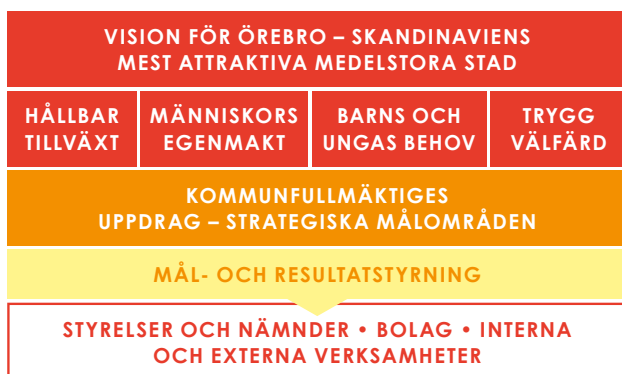 VISION FÖR ÖREBRO – SKANDINAVIENS
MEST ATTRAKTIVA MEDELSTORA STAD
HÅLLBAR
TILLVÄXT
MÄNNISKORS
EGENMAKT
BARNS OCH
UNGAS BEHOV
TRYGG
VÄLFÄRD
KOMMUNFULLMÄKTIGES
UPPDRAG – STRATEGISKA MÅLOMRÅDEN
MÅL- OCH RESULTATSTYRNING
STYRELSER OCH NÄMNDER • BOLAG • INTERNA
OCH EXTERNA VERKSAMHETER